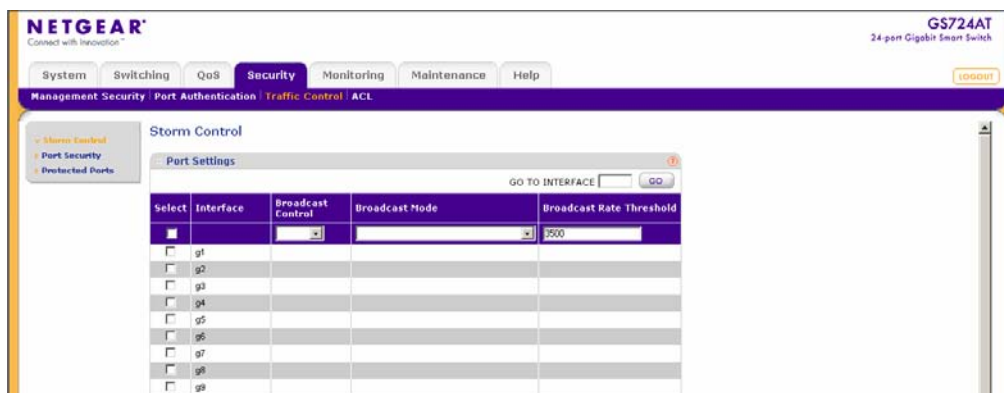 NETGEAR
Connect with Innovation™
GS724AT
24-port Gigabit Smart Switch
System Switching QoS Security Monitoring Maintenance Help
LOGOUT
Management Security Port Authentication Traffic Control ACL
Storm Control
Port Security
Protected Ports
Storm Control
Port Settings
GO TO INTERFACE GO
Select Interface Broadcast Control Broadcast Mode Broadcast Rate Threshold
3500
g1
g2
g3
g4
g5
g6
g7
g8
g9